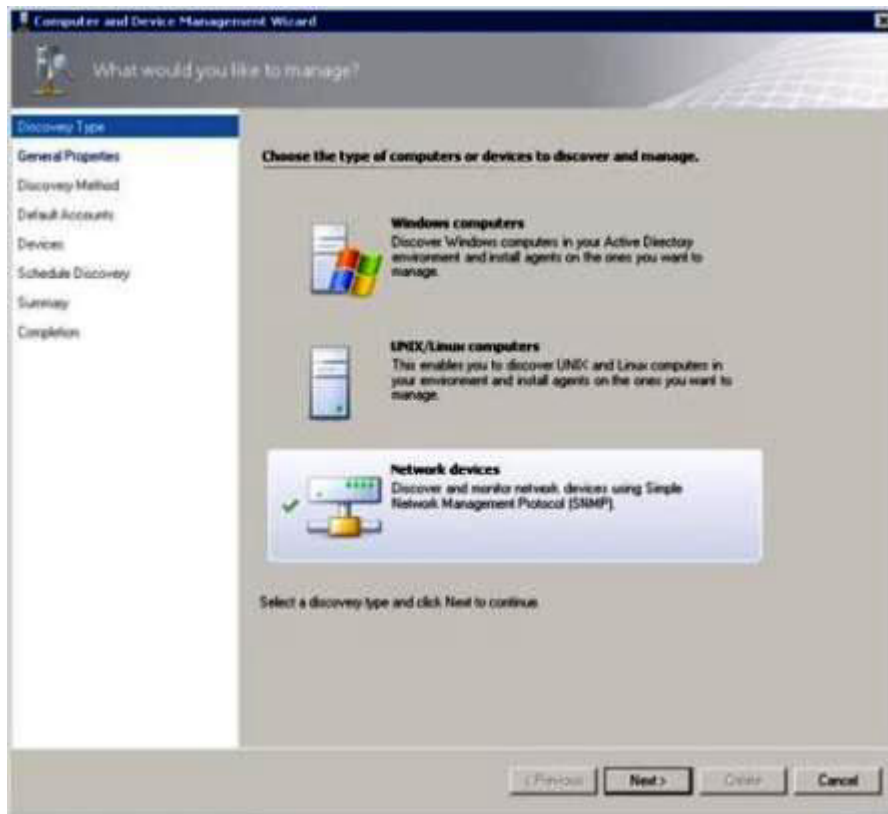 Computer and Device Management Wizard
What would you like to manage?
Discovery Type
General Properties
Discovery Method
Default Accounts
Devices
Schedule Discovery
Summary
Completion
Choose the type of computers or devices to discover and manage.
Windows computers
Discover Windows computers in your Active Directory
environment and install agents on the ones you want to
manage.
UNIX/Linux computers
This enables you to discover UNIX and Linux computers in
your environment and install agents on the ones you want to
manage.
Network devices
Discover and monitor network devices using Simple
Network Management Protocol (SNMP).
Select a discovery type and click Next to continue
< Previous
Next >
Create
Cancel